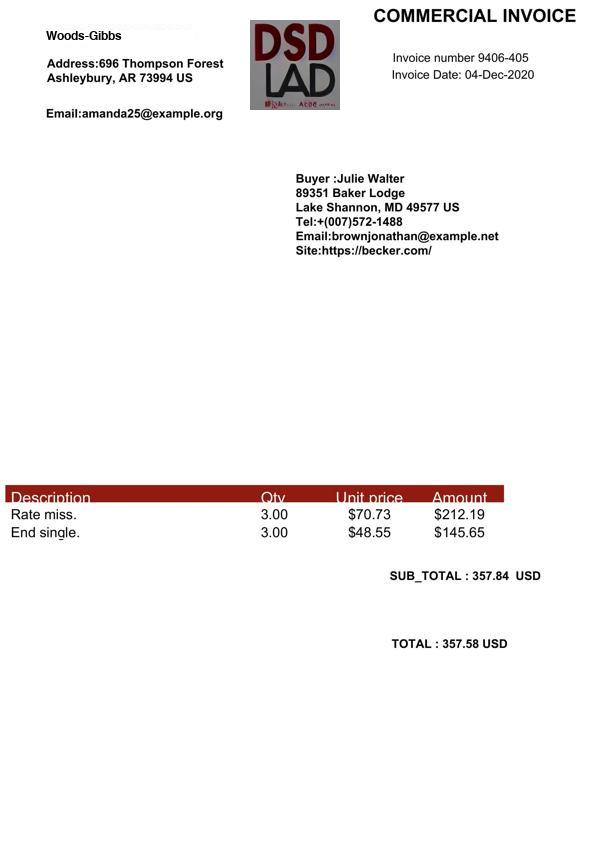 COMMERCIAL INVOICE
Woods-Gibbs
Invoice number 9406-405
Invoice Date: 04-Dec-2020
Address:696 Thompson Forest
Ashleybury, AR 73994 US
Email:amanda25@example.org
DSD
LAD
Buyer :Julie Walter
89351 Baker Lodge
Lake Shannon, MD 49577 US
Tel:+(007)572-1488
Email:brownjonathan@example.net
Site:https://becker.com/
Description Qty Unit price Amount
Rate miss. 3.00 $70.73 $212.19
End single. 3.00 $48.55 $145.65
SUB_TOTAL : 357.84 USD
TOTAL : 357.58 USD